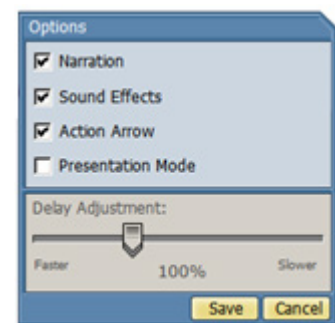 Options
Narration
Sound Effects
Action Arrow
Presentation Mode
Delay Adjustment:
Faster 100% Slower
Save Cancel